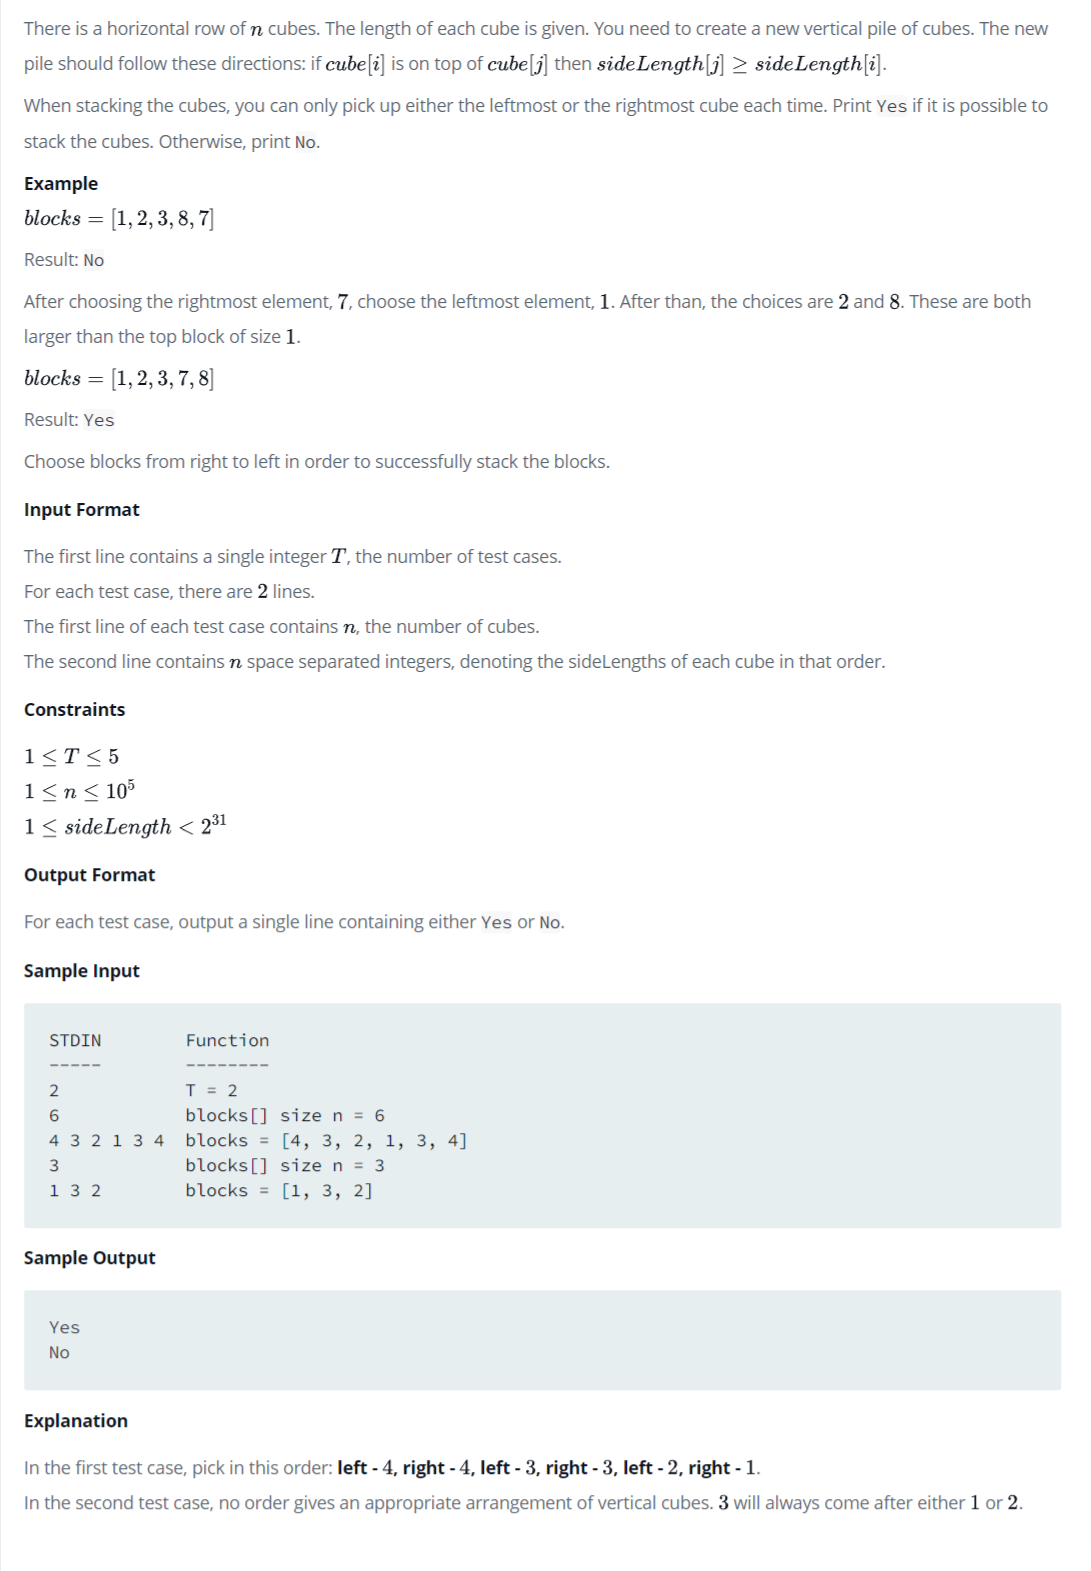 There is a horizontal row of n cubes. The length of each cube is given. You need to create a new vertical pile of cubes. The new
pile should follow these directions: if cube[i] is on top of cube[j] then sideLength[j] ≥ sideLength[i].
When stacking the cubes, you can only pick up either the leftmost or the rightmost cube each time. Print Yes if it is possible to
stack the cubes. Otherwise, print No.
Example
blocks = [1, 2, 3, 8, 7]
Result: No
After choosing the rightmost element, 7, choose the leftmost element, 1. After than, the choices are 2 and 8. These are both
larger than the top block of size 1.
blocks = [1, 2, 3, 7, 8]
Result: Yes
Choose blocks from right to left in order to successfully stack the blocks.
Input Format
The first line contains a single integer T, the number of test cases.
For each test case, there are 2 lines.
The first line of each test case contains n, the number of cubes.
The second line contains n space separated integers, denoting the sideLengths of each cube in that order.
Constraints
1 ≤ T ≤ 5
1 ≤ n ≤ 10⁵
1 ≤ sideLength < 2³¹
Output Format
For each test case, output a single line containing either Yes or No.
Sample Input
STDIN Function
----- --------
2 T = 2
6 blocks[] size n = 6
4 3 2 1 3 4 blocks = [4, 3, 2, 1, 3, 4]
3 blocks[] size n = 3
1 3 2 blocks = [1, 3, 2]
Sample Output
Yes
No
Explanation
In the first test case, pick in this order: left - 4, right - 4, left - 3, right - 3, left - 2, right - 1.
In the second test case, no order gives an appropriate arrangement of vertical cubes. 3 will always come after either 1 or 2.